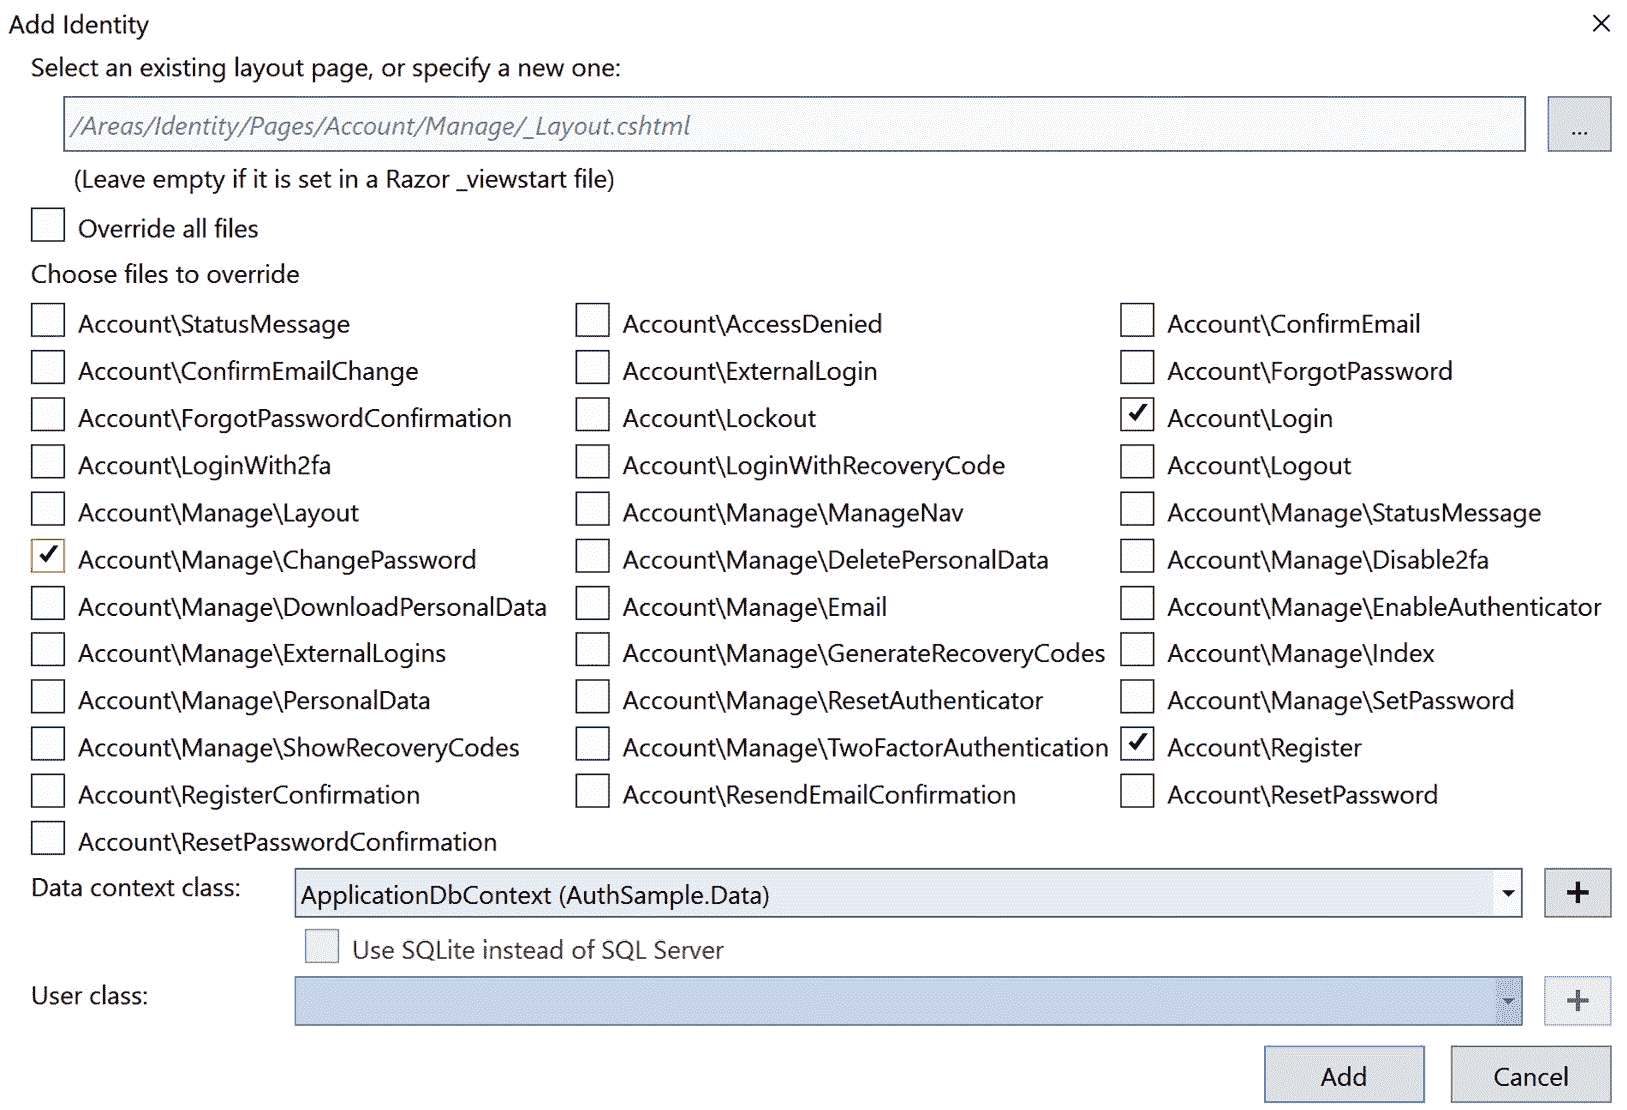 Add Identity
Select an existing layout page, or specify a new one:
/Areas/Identity/Pages/Account/Manage/_Layout.cshtml
...
(Leave empty if it is set in a Razor _viewstart file)
Override all files
Choose files to override
Account\StatusMessage Account\AccessDenied Account\ConfirmEmail
Account\ConfirmEmailChange Account\ExternalLogin Account\ForgotPassword
Account\ForgotPasswordConfirmation Account\Lockout Account\Login
Account\LoginWith2fa Account\LoginWithRecoveryCode Account\Logout
Account\Manage\Layout Account\Manage\ManageNav Account\Manage\StatusMessage
Account\Manage\ChangePassword Account\Manage\DeletePersonalData Account\Manage\Disable2fa
Account\Manage\DownloadPersonalData Account\Manage\Email Account\Manage\EnableAuthenticator
Account\Manage\ExternalLogins Account\Manage\GenerateRecoveryCodes Account\Manage\Index
Account\Manage\PersonalData Account\Manage\ResetAuthenticator Account\Manage\SetPassword
Account\Manage\ShowRecoveryCodes Account\Manage\TwoFactorAuthentication Account\Register
Account\RegisterConfirmation Account\ResendEmailConfirmation Account\ResetPassword
Account\ResetPasswordConfirmation
Data context class: ApplicationDbContext (AuthSample.Data) +
Use SQLite instead of SQL Server
User class: +
Add Cancel